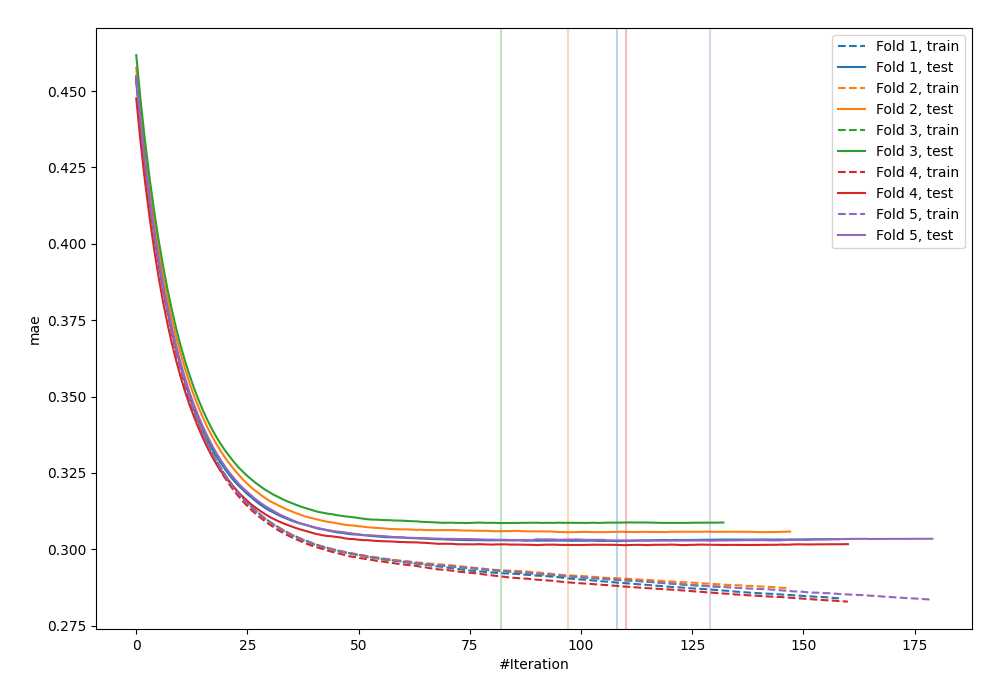 0.450
0.425
0.400
0.375
0.350
0.325
0.300
0.275
mae
0
25
50
75
100
125
150
175
#Iteration
Fold 1, train
Fold 1, test
Fold 2, train
Fold 2, test
Fold 3, train
Fold 3, test
Fold 4, train
Fold 4, test
Fold 5, train
Fold 5, test